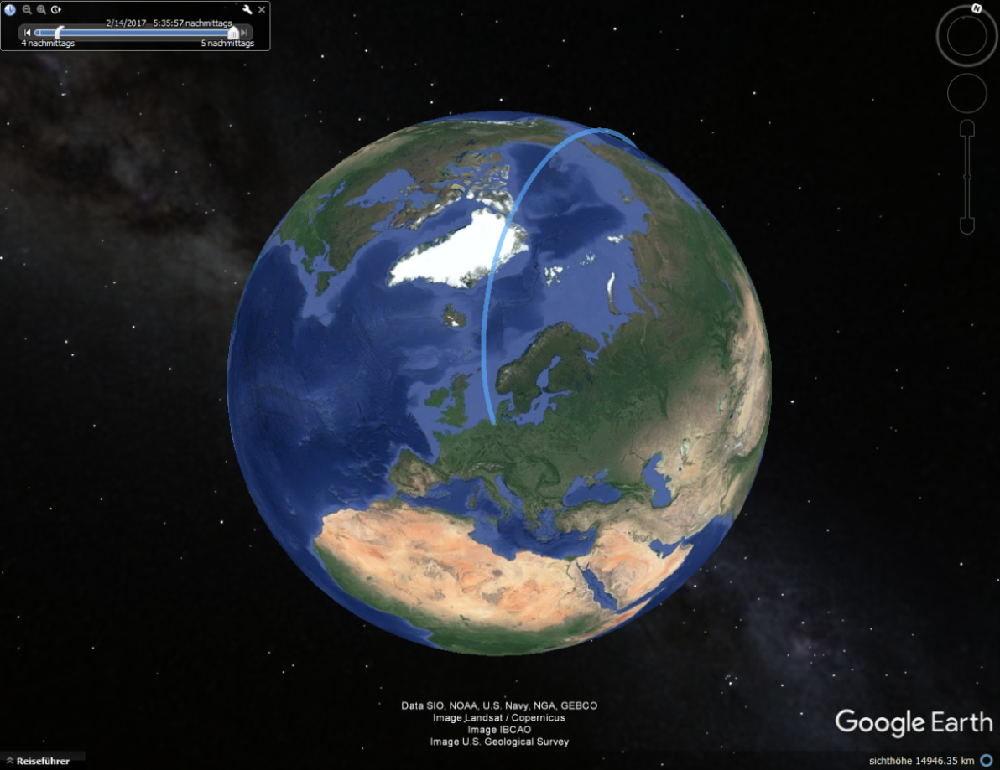 2/14/2017 5:35:57 nachmittags
4 nachmittags
5 nachmittags
N
Data SIO, NOAA, U.S. Navy, NGA, GEBCO
Image Landsat / Copernicus
Image IBCAO
Image U.S. Geological Survey
Google Earth
Reiseführer
sichthöhe 14946.35 km